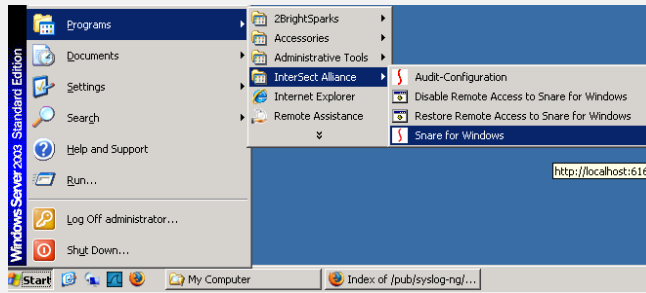 Windows Server 2003 Standard Edition
Programs
Documents
Settings
Search
Help and Support
Run...
Log Off administrator...
Shut Down...
2BrightSparks
Accessories
Administrative Tools
InterSect Alliance
Internet Explorer
Remote Assistance
Audit-Configuration
Disable Remote Access to Snare for Windows
Restore Remote Access to Snare for Windows
Snare for Windows
http://localhost:616
Start
My Computer
Index of /pub/syslog-ng/...